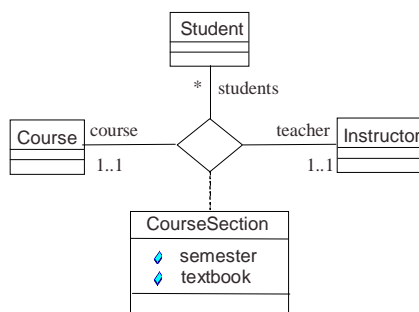 Student
* students
Course course teacher Instructor
1..1 1..1
CourseSection
semester
textbook